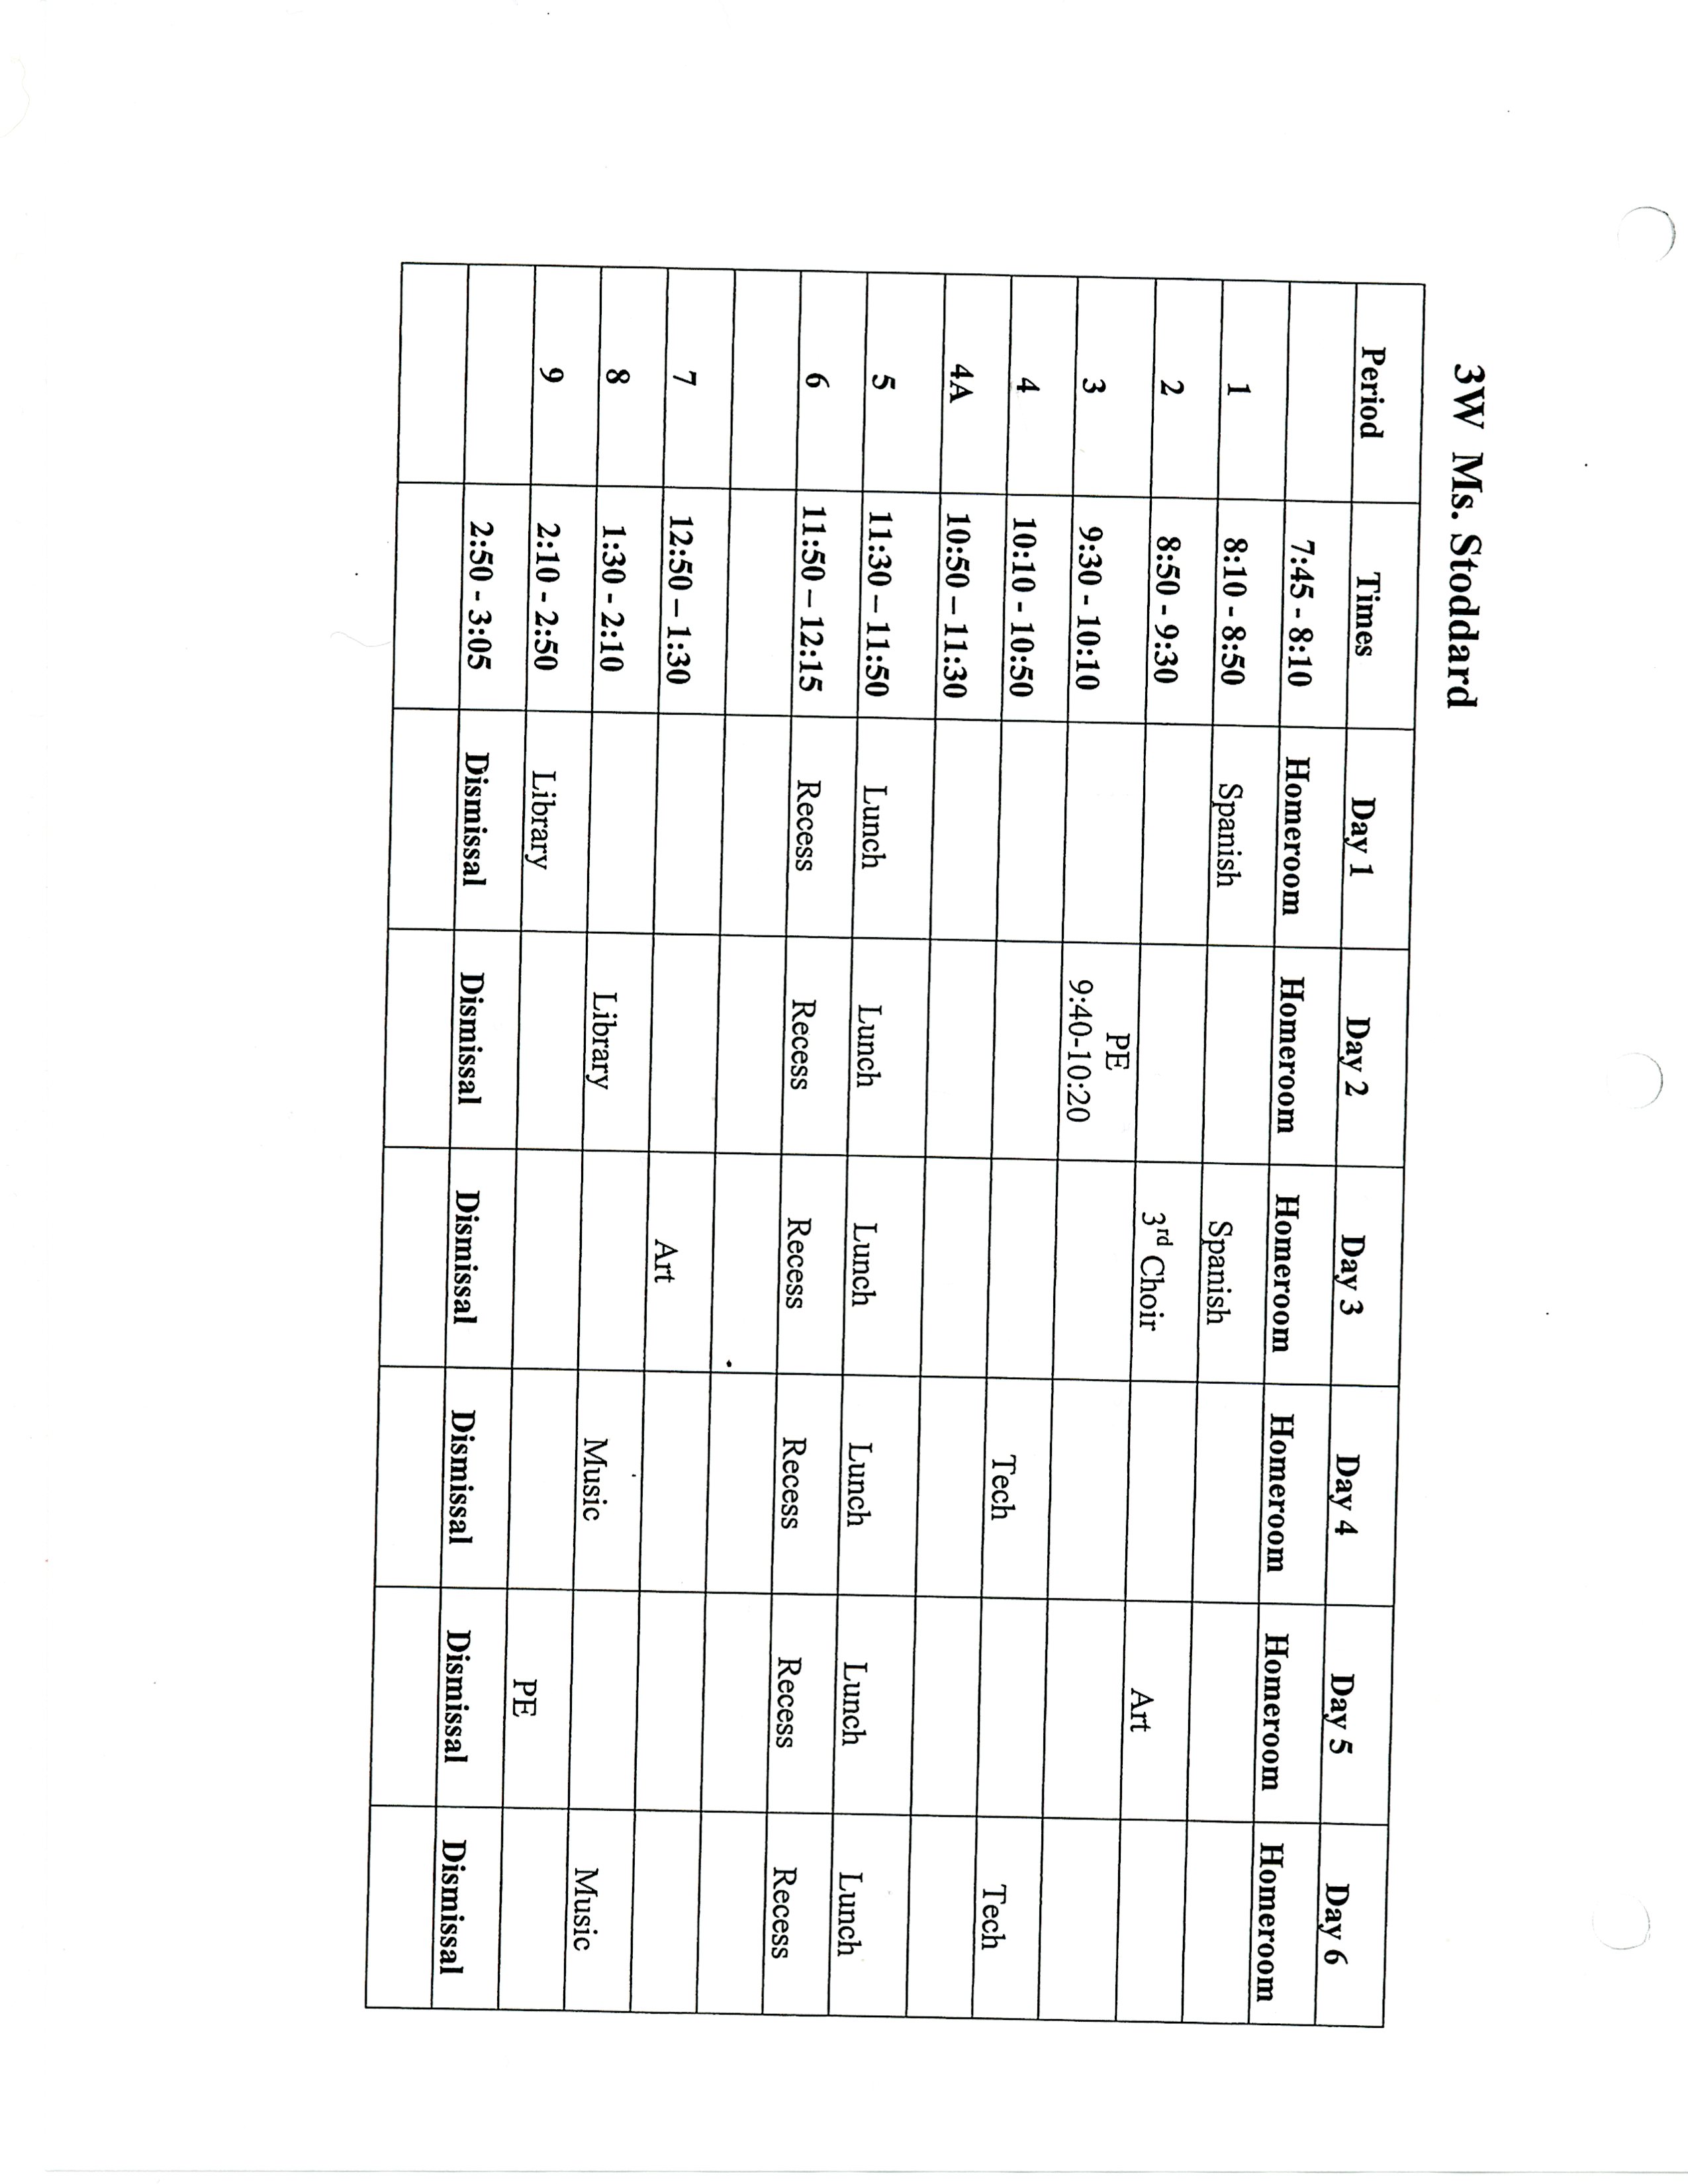 3W Ms. Stoddard
Period Times Day 1 Day 2 Day 3 Day 4 Day 5 Day 6
7:45 - 8:10 Homeroom Homeroom Homeroom Homeroom Homeroom Homeroom
1 8:10 - 8:50 Spanish Spanish
2 8:50 - 9:30 3rd Choir Art
3 9:30 - 10:10 PE
9:40-10:20
4 10:10 - 10:50 Tech Tech
4A 10:50 – 11:30
5 11:30 – 11:50 Lunch Lunch Lunch Lunch Lunch Lunch
6 11:50 – 12:15 Recess Recess Recess Recess Recess Recess
7 12:50 – 1:30 Art
8 1:30 - 2:10 Library Music Music
9 2:10 - 2:50 Library PE
2:50 - 3:05 Dismissal Dismissal Dismissal Dismissal Dismissal Dismissal